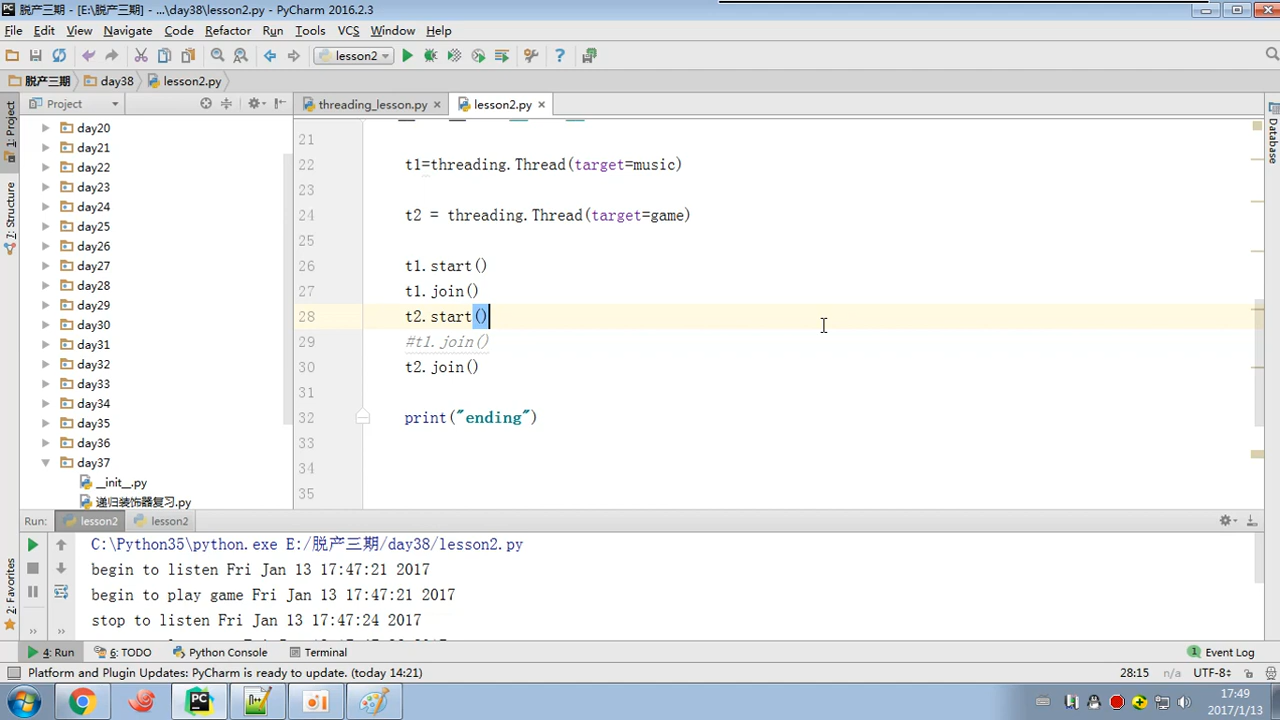 脱产三期 - [E:\脱产三期] - ...\day38\lesson2.py - PyCharm 2016.2.3
File Edit View Navigate Code Refactor Run Tools VCS Window Help
lesson2
脱产三期 day38 lesson2.py
1: Project
7: Structure
2: Favorites
Project
threading_lesson.py
lesson2.py
Database
day20
day21
day22
day23
day24
day25
day26
day27
day28
day29
day30
day31
day32
day33
day34
day35
day36
day37
__init__.py
递归装饰器复习.py
21
22 t1=threading.Thread(target=music)
23
24 t2 = threading.Thread(target=game)
25
26 t1.start()
27 t1.join()
28 t2.start()
29 #t1.join()
30 t2.join()
31
32 print("ending")
33
34
35
Run: lesson2 lesson2
C:\Python35\python.exe E:/脱产三期/day38/lesson2.py
begin to listen Fri Jan 13 17:47:21 2017
begin to play game Fri Jan 13 17:47:21 2017
stop to listen Fri Jan 13 17:47:24 2017
4: Run 6: TODO Python Console Terminal 1 Event Log
Platform and Plugin Updates: PyCharm is ready to update. (today 14:21) 28:15 n/a UTF-8
17:49
2017/1/13